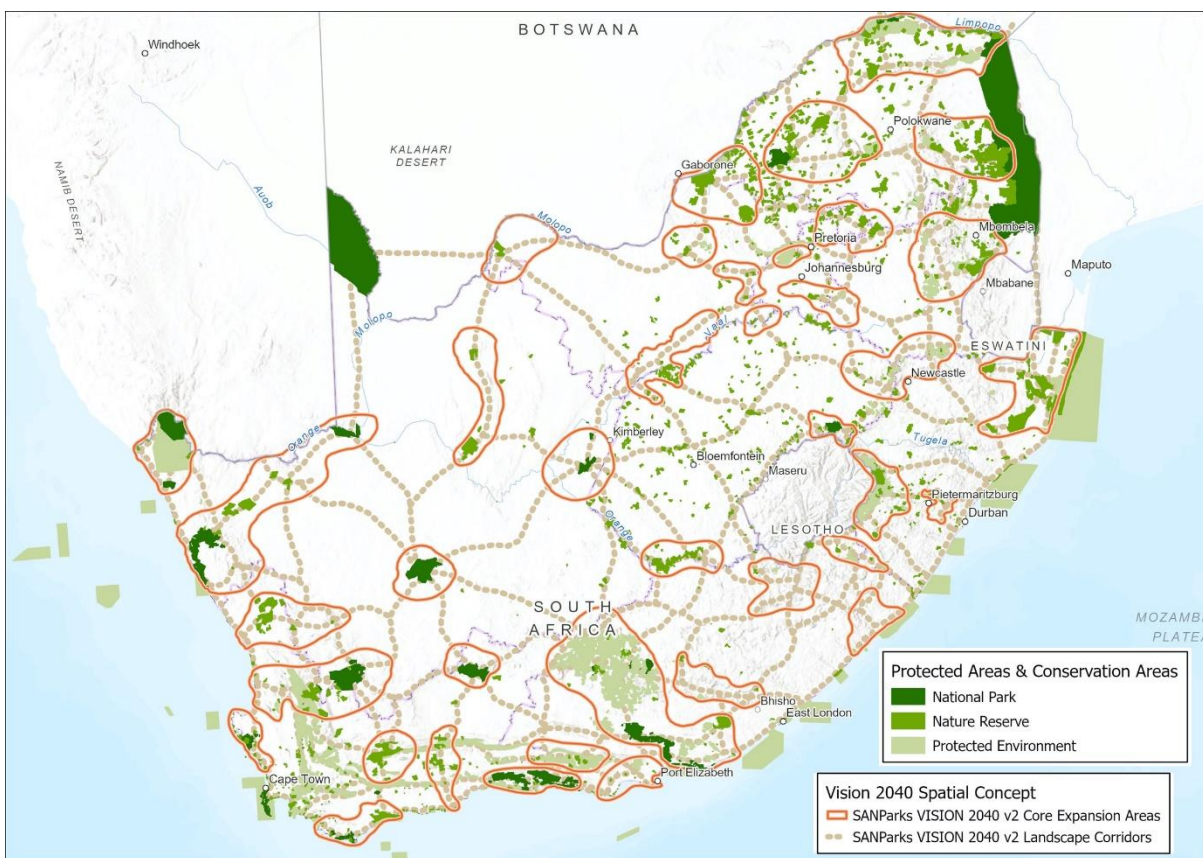 BOTSWANA
Limpopo
Windhoek
KALAHARI
DESERT
Polokwane
Gaborone
NAMIB DESERT
Auob
Molopo
Mbombela
Pretoria
Johannesburg
Maputo
Mbabane
Molopo
Vaal
ESWATINI
Newcastle
Orange
Kimberley
Tugela
Bloemfontein
Maseru
Pietermaritzburg
Durban
Orange
LESOTHO
SOUTH
AFRICA
MOZAMBI
PLATEA
Bhisho
East London
Cape Town
Port Elizabeth
Protected Areas & Conservation Areas
National Park
Nature Reserve
Protected Environment
Vision 2040 Spatial Concept
SANParks VISION 2040 v2 Core Expansion Areas
SANParks VISION 2040 v2 Landscape Corridors